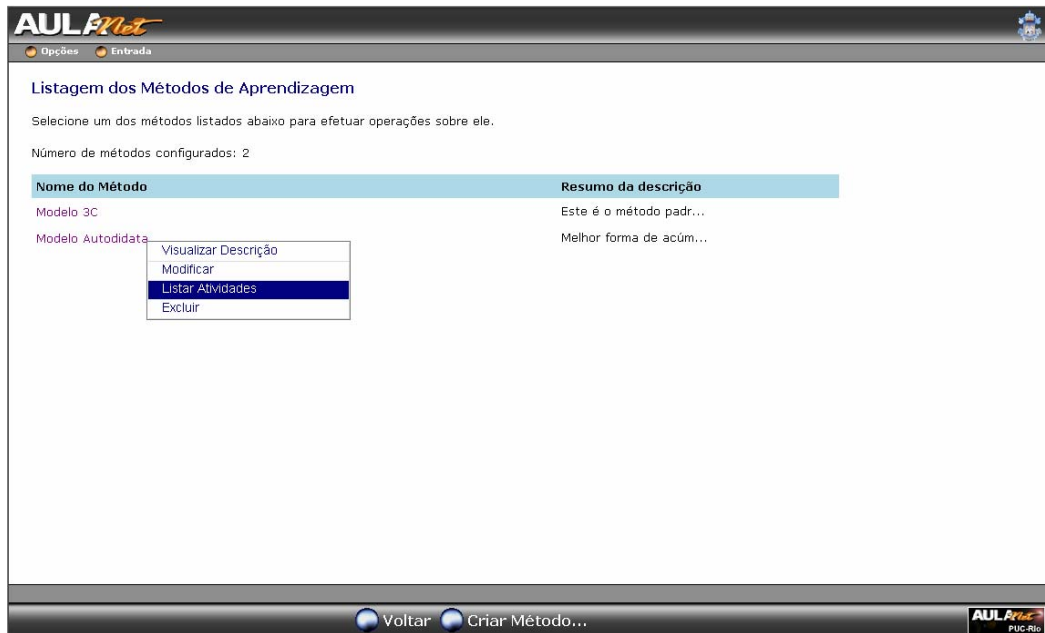 AULANet
Opções Entrada
Listagem dos Métodos de Aprendizagem
Selecione um dos métodos listados abaixo para efetuar operações sobre ele.
Número de métodos configurados: 2
Nome do Método Resumo da descrição
Modelo 3C Este é o método padr...
Modelo Autodidata Melhor forma de acúm...
Visualizar Descrição
Modificar
Listar Atividades
Excluir
Voltar Criar Método...
AULANet
PUC-Rio